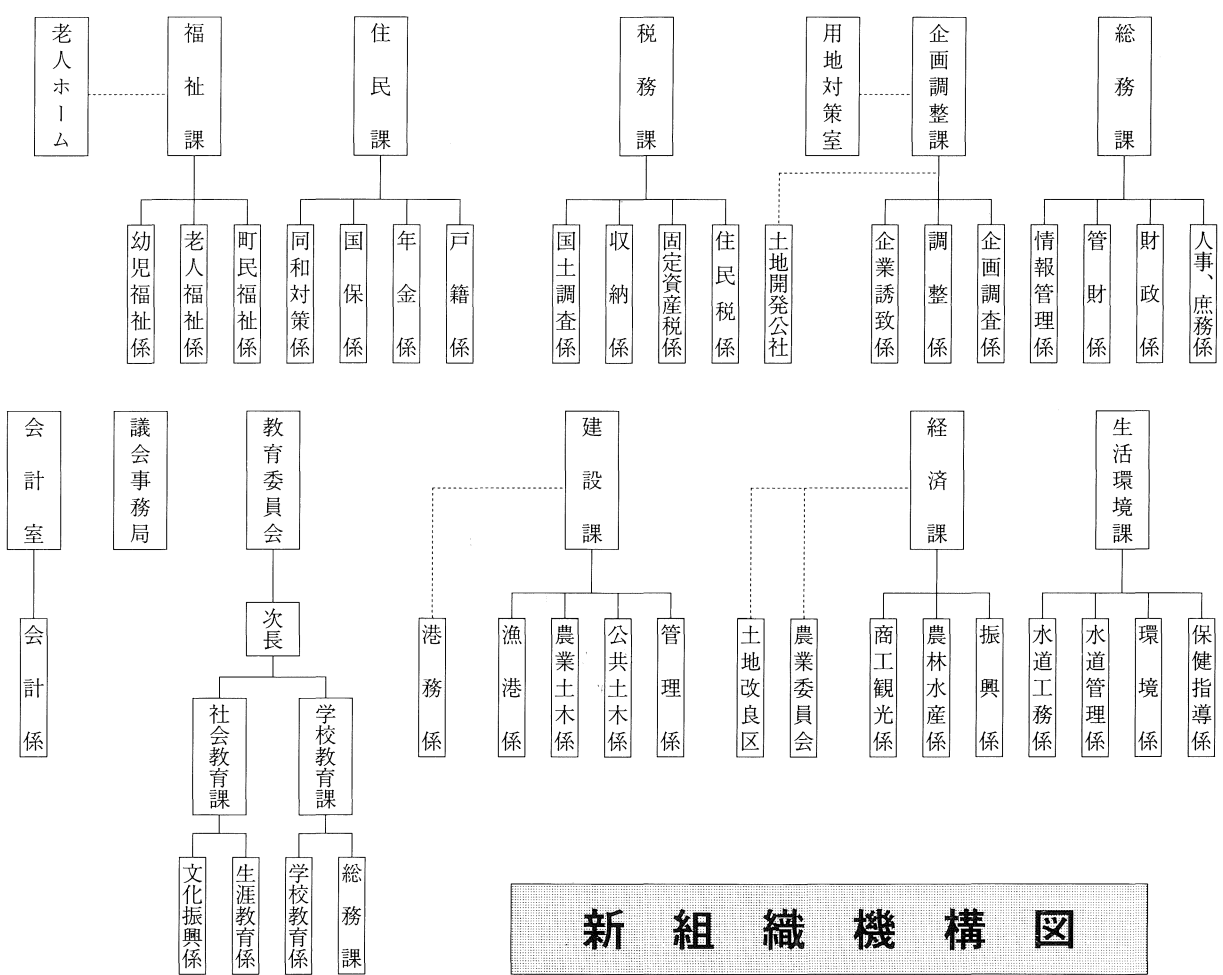 総務課
人事、庶務係
財政係
管財係
情報管理係
企画調整課
用地対策室
企画調査係
調整係
企業誘致係
土地開発公社
税務課
住民税係
固定資産税係
収納係
国土調査係
住民課
戸籍係
年金係
国保係
同和対策係
福祉課
老人ホーム
町民福祉係
老人福祉係
幼児福祉係
生活環境課
保健指導係
環境係
水道管理係
水道工務係
経済課
振興係
農林水産係
商工観光係
農業委員会
土地改良区
建設課
管理係
公共土木係
農業土木係
漁港係
港務係
教育委員会
次長
学校教育課
総務課
学校教育係
社会教育課
生涯教育係
文化振興係
議会事務局
会計室
会計係
新組織機構図